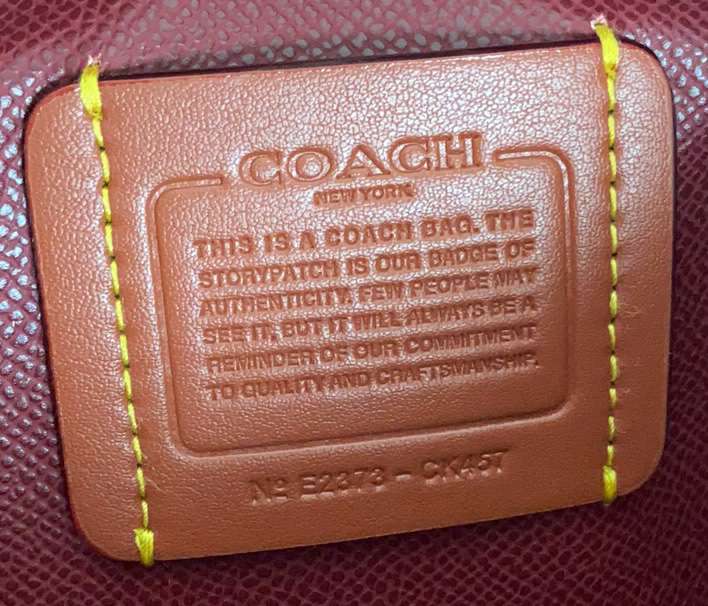 COACH
NEW YORK
THIS IS A COACH BAG. THE
STORYPATCH IS OUR BADGE OF
AUTHENTICITY. FEW PEOPLE MAY
SEE IT, BUT IT WILL ALWAYS BE A
REMINDER OF OUR COMMITMENT
TO QUALITY AND CRAFTSMANSHIP.
Nº E2373 - CK457